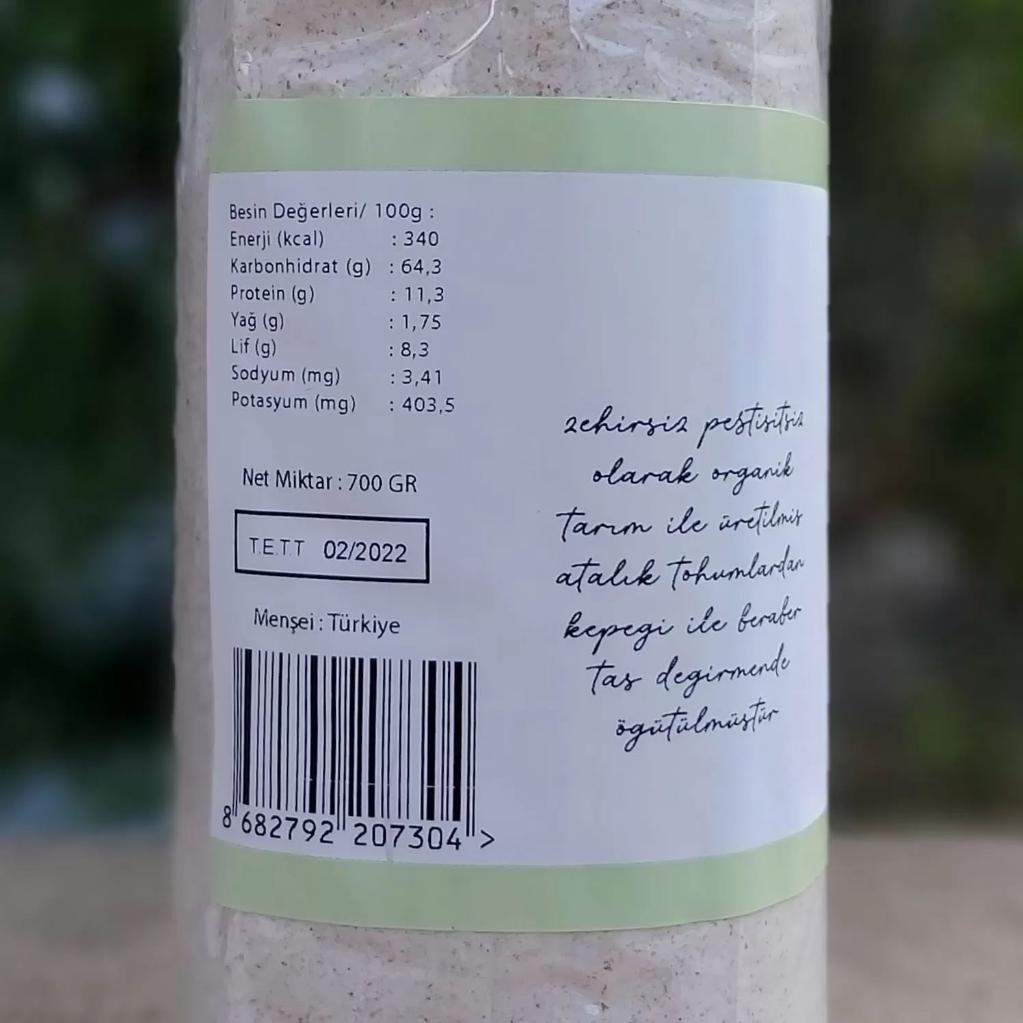 Besin Değerleri/ 100g :
Enerji (kcal) : 340
Karbonhidrat (g) : 64,3
Protein (g) : 11,3
Yağ (g) : 1,75
Lif (g) : 8,3
Sodyum (mg) : 3,41
Potasyum (mg) : 403,5
Net Miktar : 700 GR
T.E.T.T 02/2022
Menşei : Türkiye
8 682792 207304 >
zehirsiz pestisitsiz
olarak organik
tarım ile üretilmis
atalık tohumlardan
kepegi ile beraber
tas degirmende
ögütülmüstür